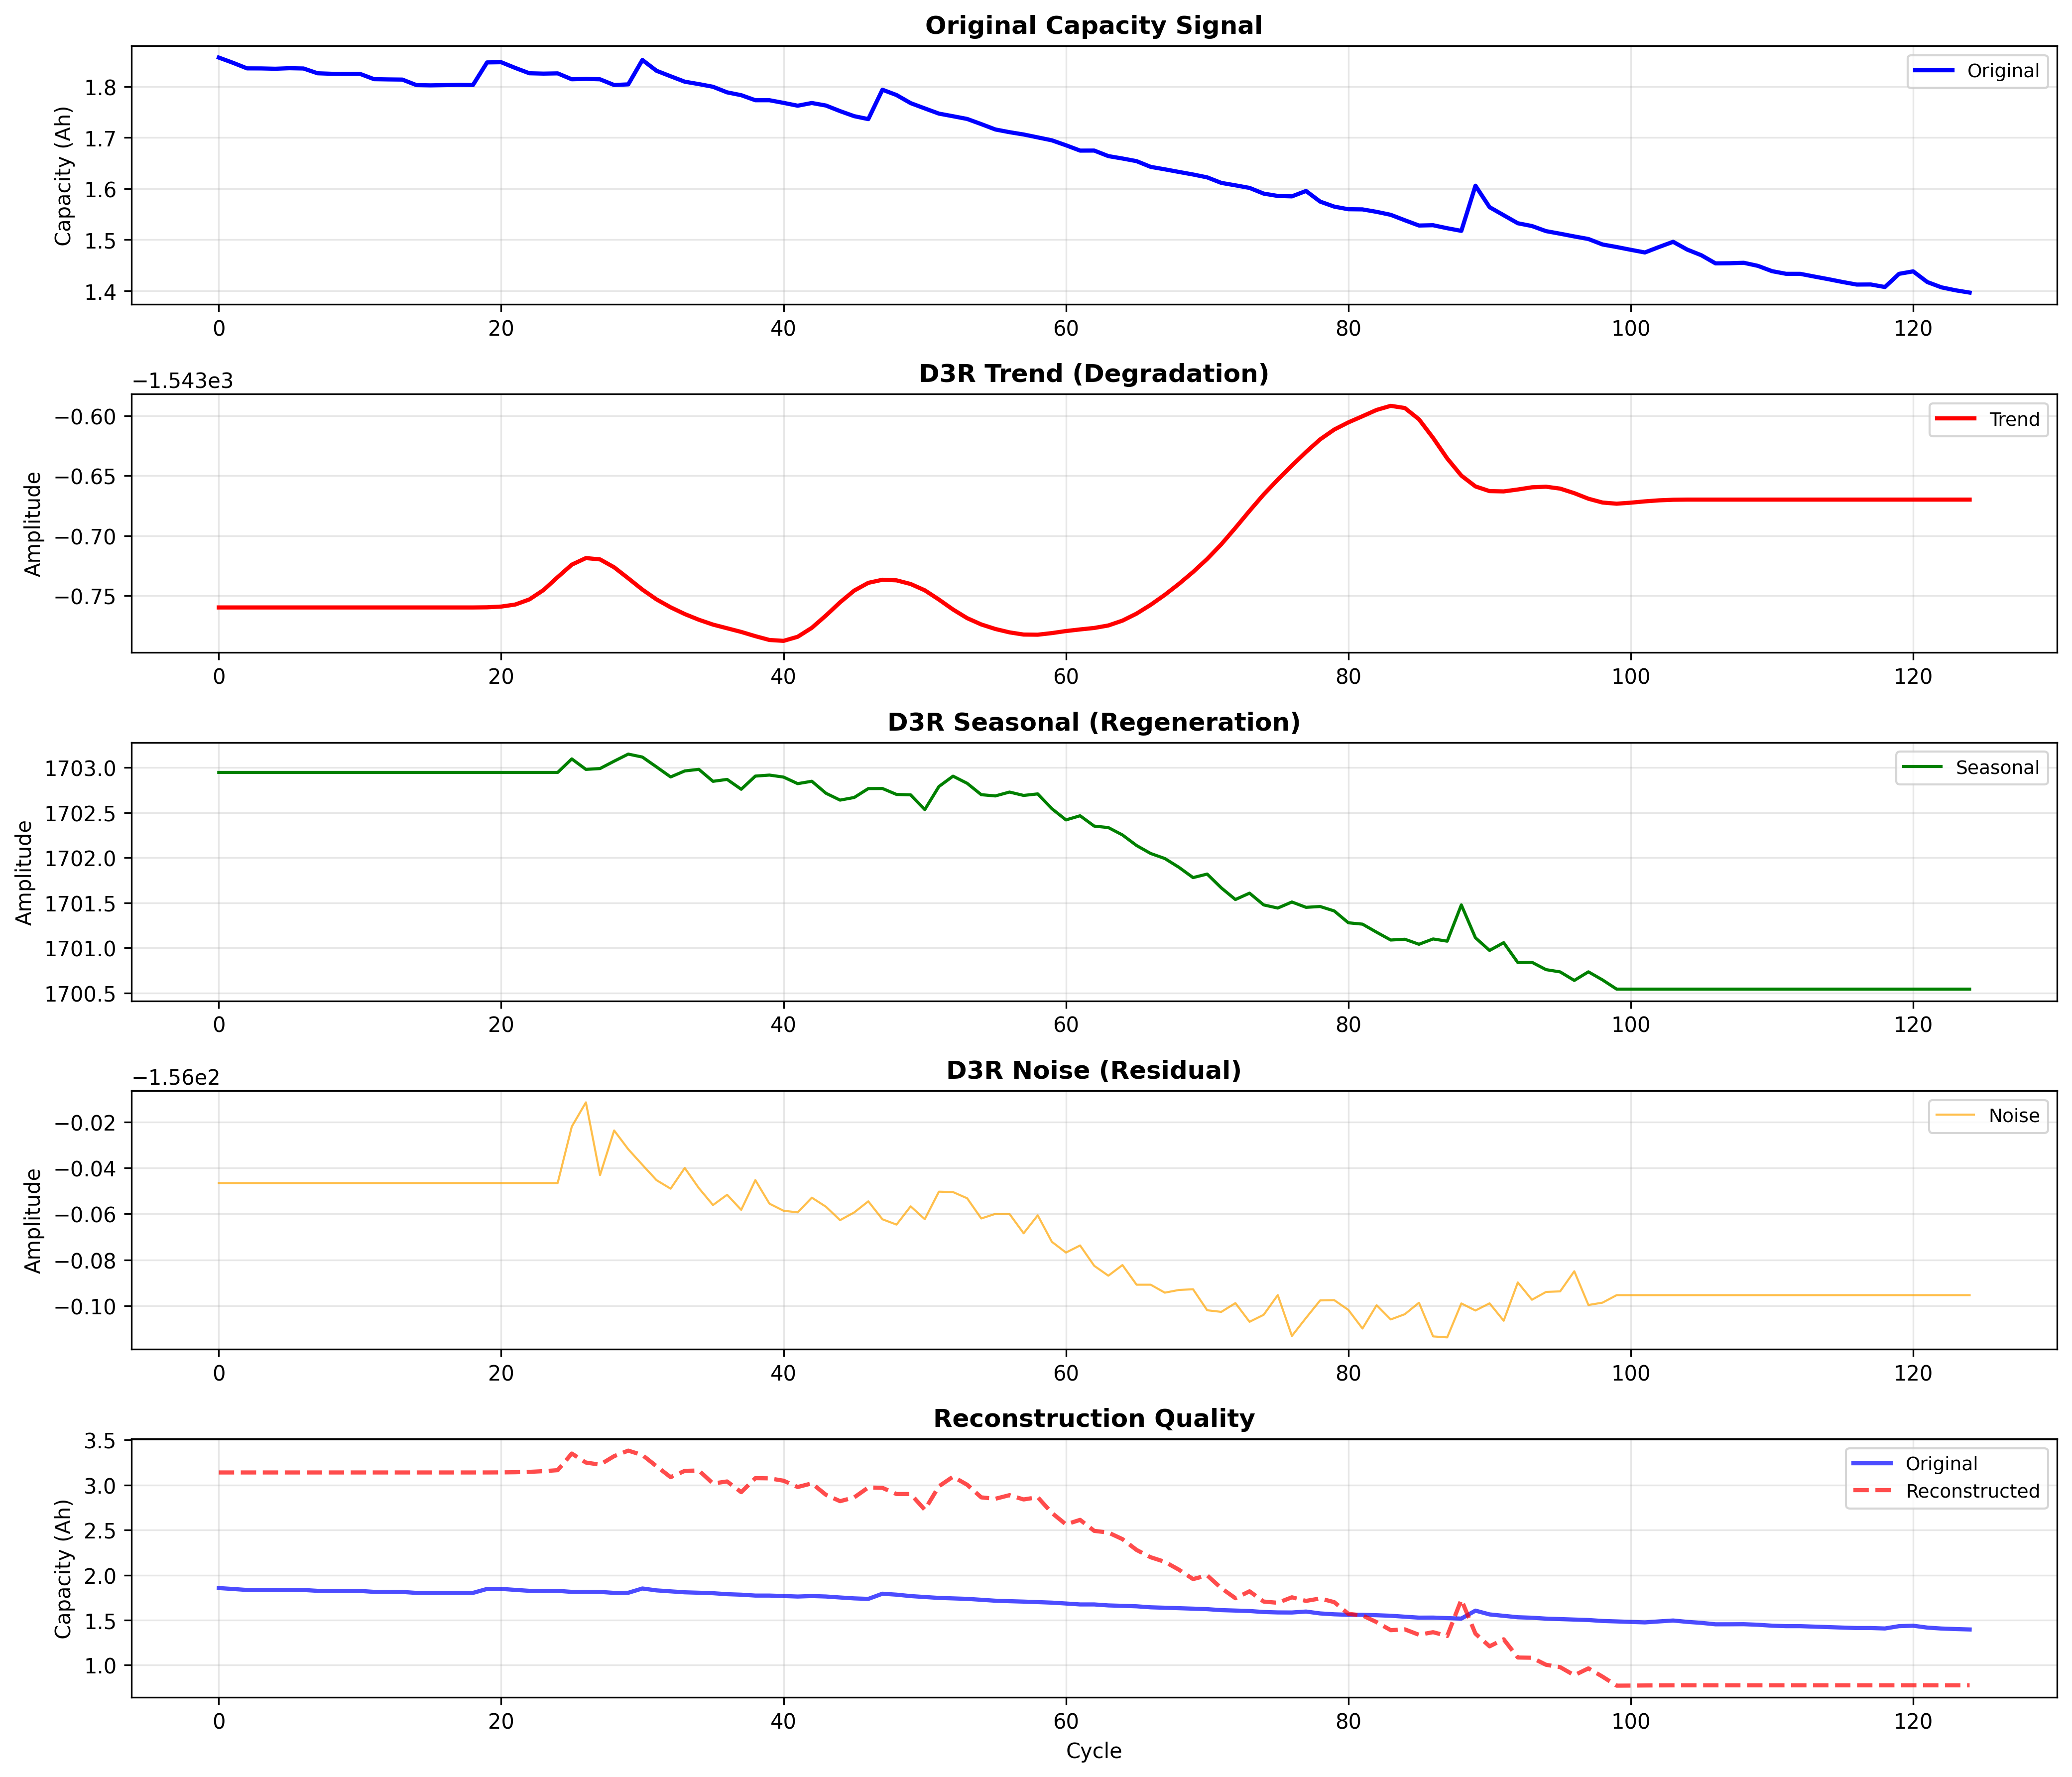 Original Capacity Signal
Capacity (Ah)
1.8
1.7
1.6
1.5
1.4
Original
0 20 40 60 80 100 120
D3R Trend (Degradation)
−1.543e3
Amplitude
−0.60
−0.65
−0.70
−0.75
Trend
0 20 40 60 80 100 120
D3R Seasonal (Regeneration)
Amplitude
1703.0
1702.5
1702.0
1701.5
1701.0
1700.5
Seasonal
0 20 40 60 80 100 120
D3R Noise (Residual)
−1.56e2
Amplitude
−0.02
−0.04
−0.06
−0.08
−0.10
Noise
0 20 40 60 80 100 120
Reconstruction Quality
Capacity (Ah)
3.5
3.0
2.5
2.0
1.5
1.0
Original
Reconstructed
0 20 40 60 80 100 120
Cycle